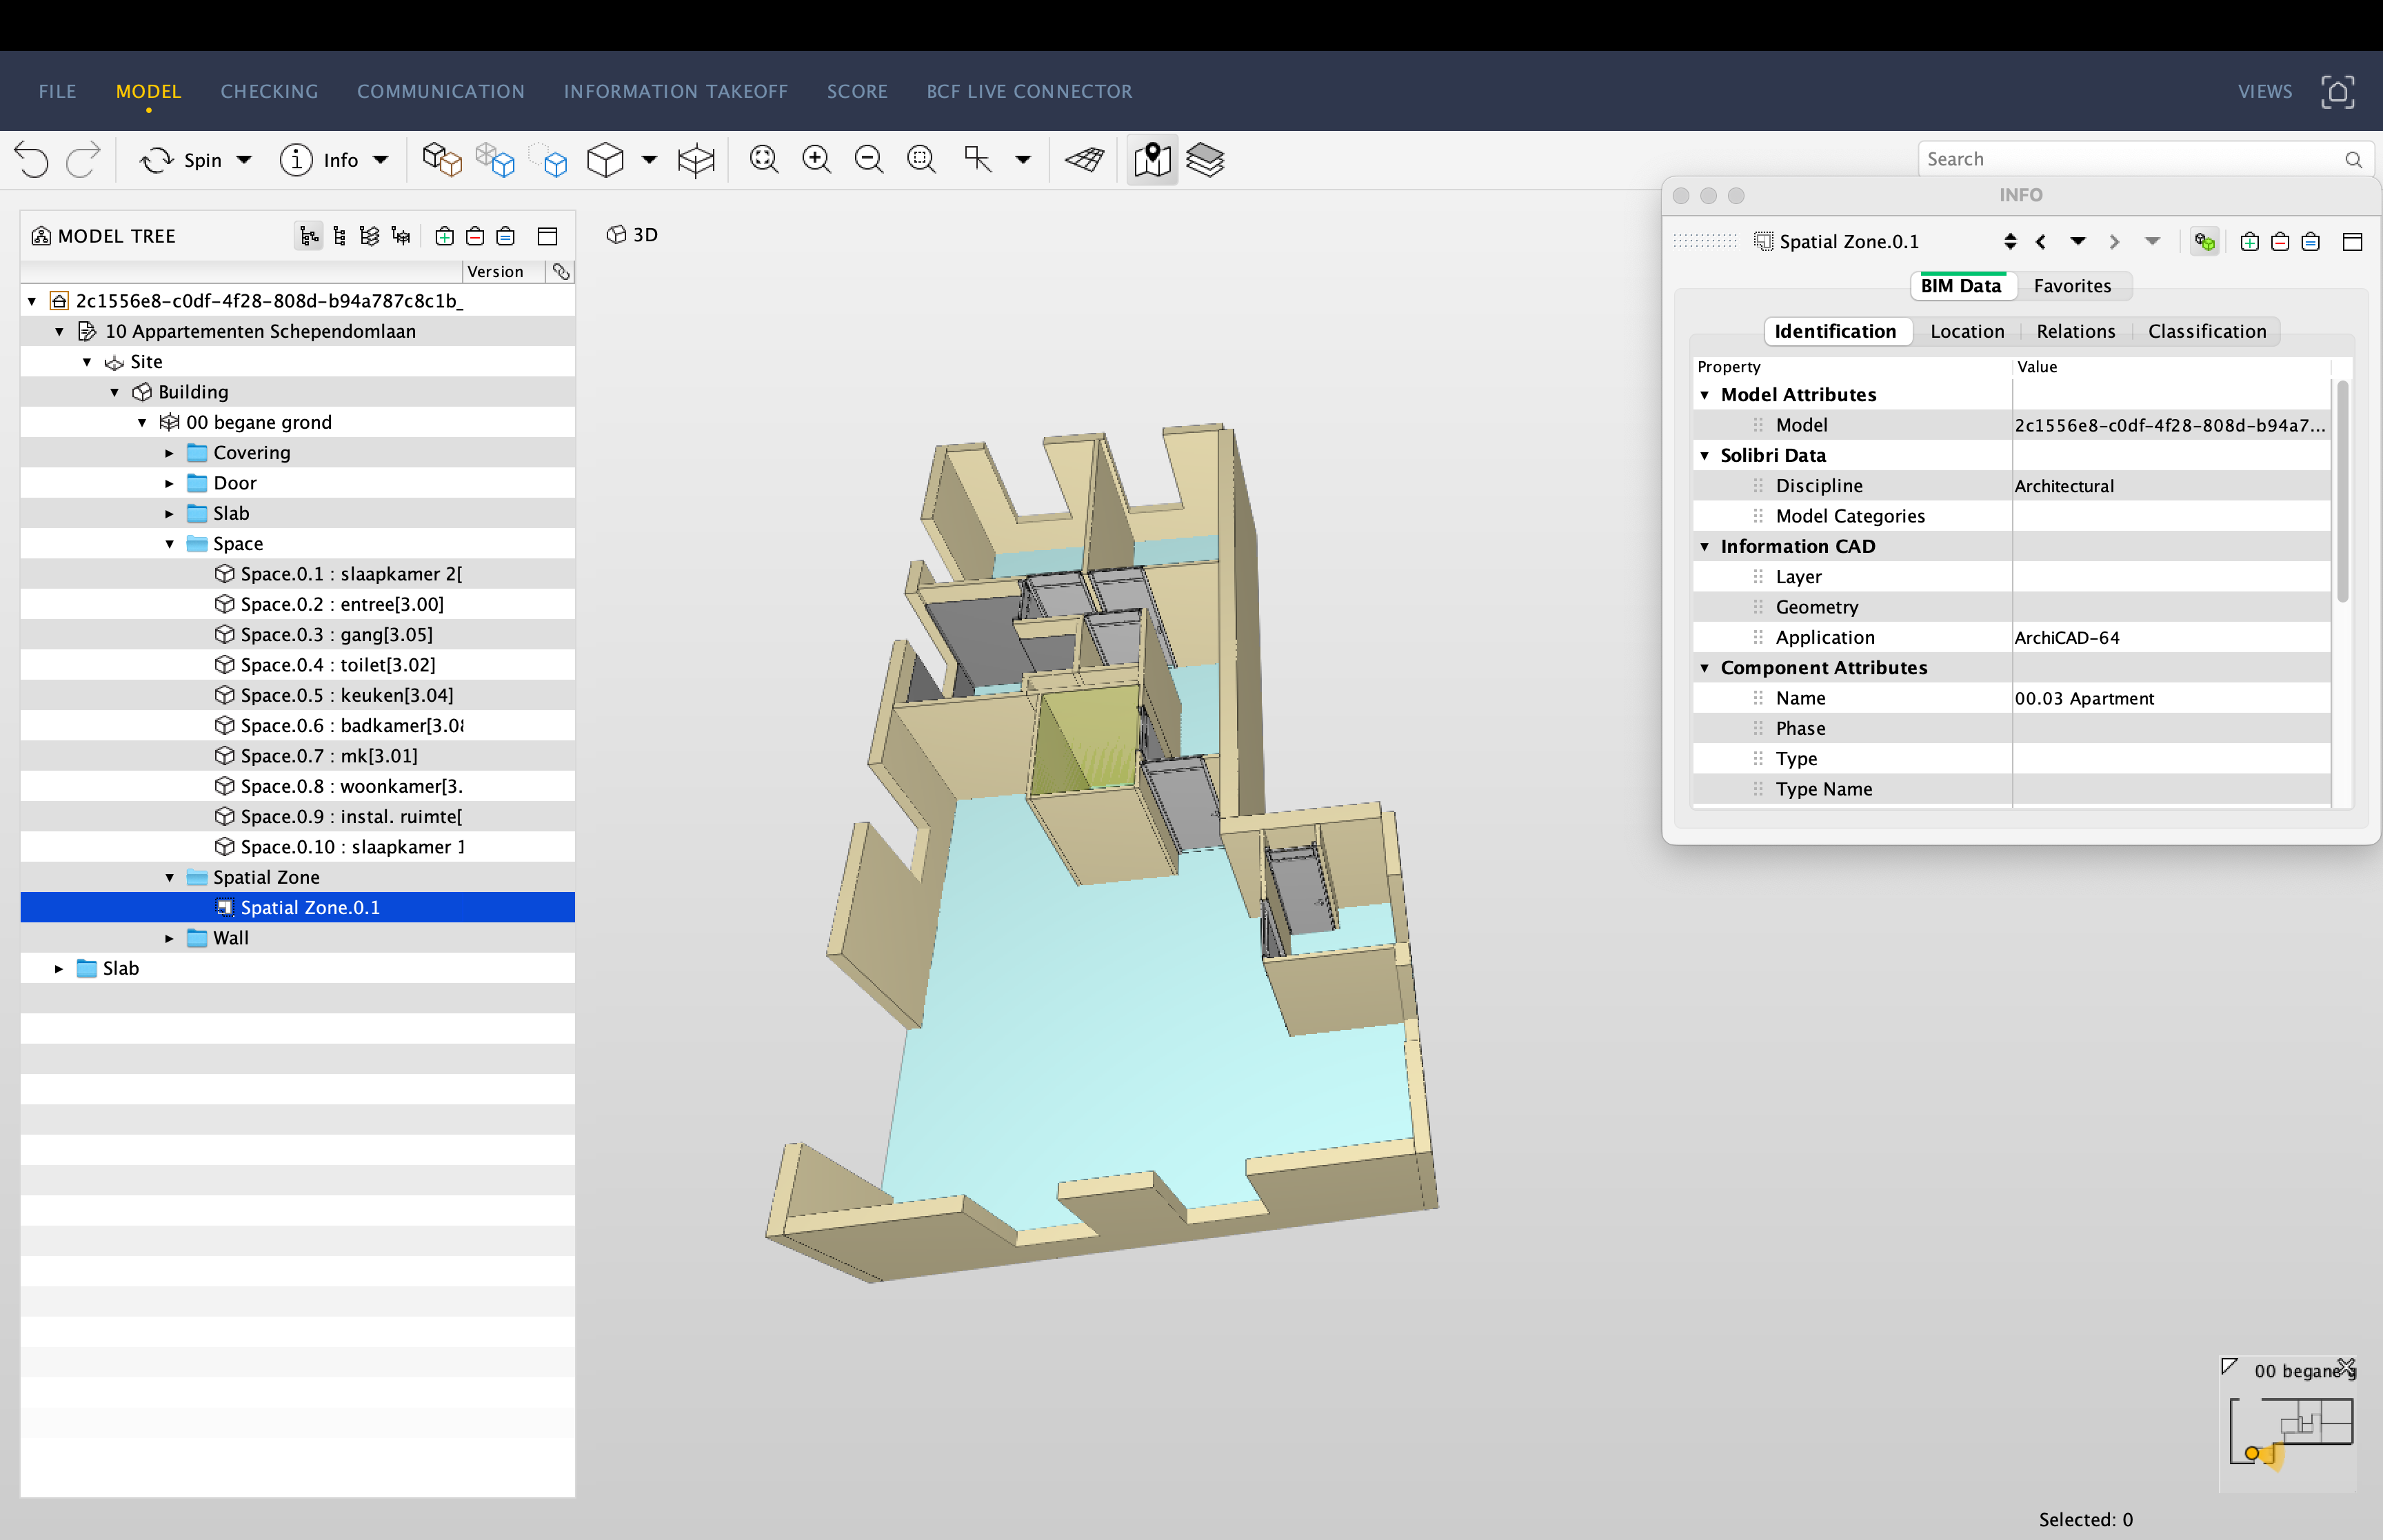 FILE MODEL CHECKING COMMUNICATION INFORMATION TAKEOFF SCORE BCF LIVE CONNECTOR VIEWS
Spin Info Search
MODEL TREE
Version
2c1556e8-c0df-4f28-808d-b94a787c8c1b_
10 Appartementen Schependomlaan
Site
Building
00 begane grond
Covering
Door
Slab
Space
Space.0.1 : slaapkamer 2[
Space.0.2 : entree[3.00]
Space.0.3 : gang[3.05]
Space.0.4 : toilet[3.02]
Space.0.5 : keuken[3.04]
Space.0.6 : badkamer[3.0
Space.0.7 : mk[3.01]
Space.0.8 : woonkamer[3.
Space.0.9 : instal. ruimte[
Space.0.10 : slaapkamer 1
Spatial Zone
Spatial Zone.0.1
Wall
Slab
3D
INFO
Spatial Zone.0.1
BIM Data Favorites
Identification Location Relations Classification
Property Value
Model Attributes
Model 2c1556e8-c0df-4f28-808d-b94a7...
Solibri Data
Discipline Architectural
Model Categories
Information CAD
Layer
Geometry
Application ArchiCAD-64
Component Attributes
Name 00.03 Apartment
Phase
Type
Type Name
00 begane g
Selected: 0